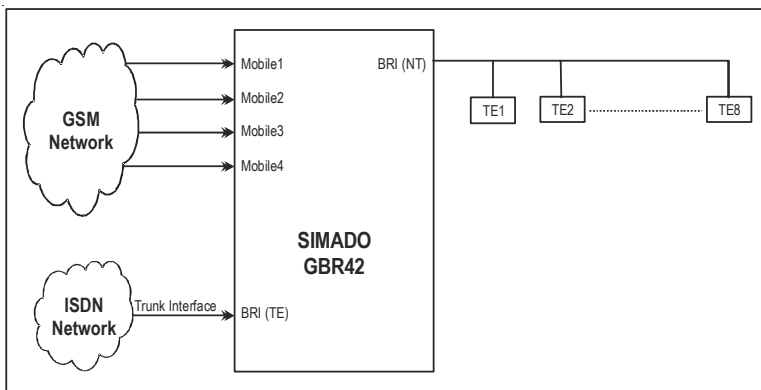 GSM
Network
Mobile1
Mobile2
Mobile3
Mobile4
BRI (NT)
TE1
TE2
TE8
SIMADO
GBR42
ISDN
Network
Trunk Interface
BRI (TE)